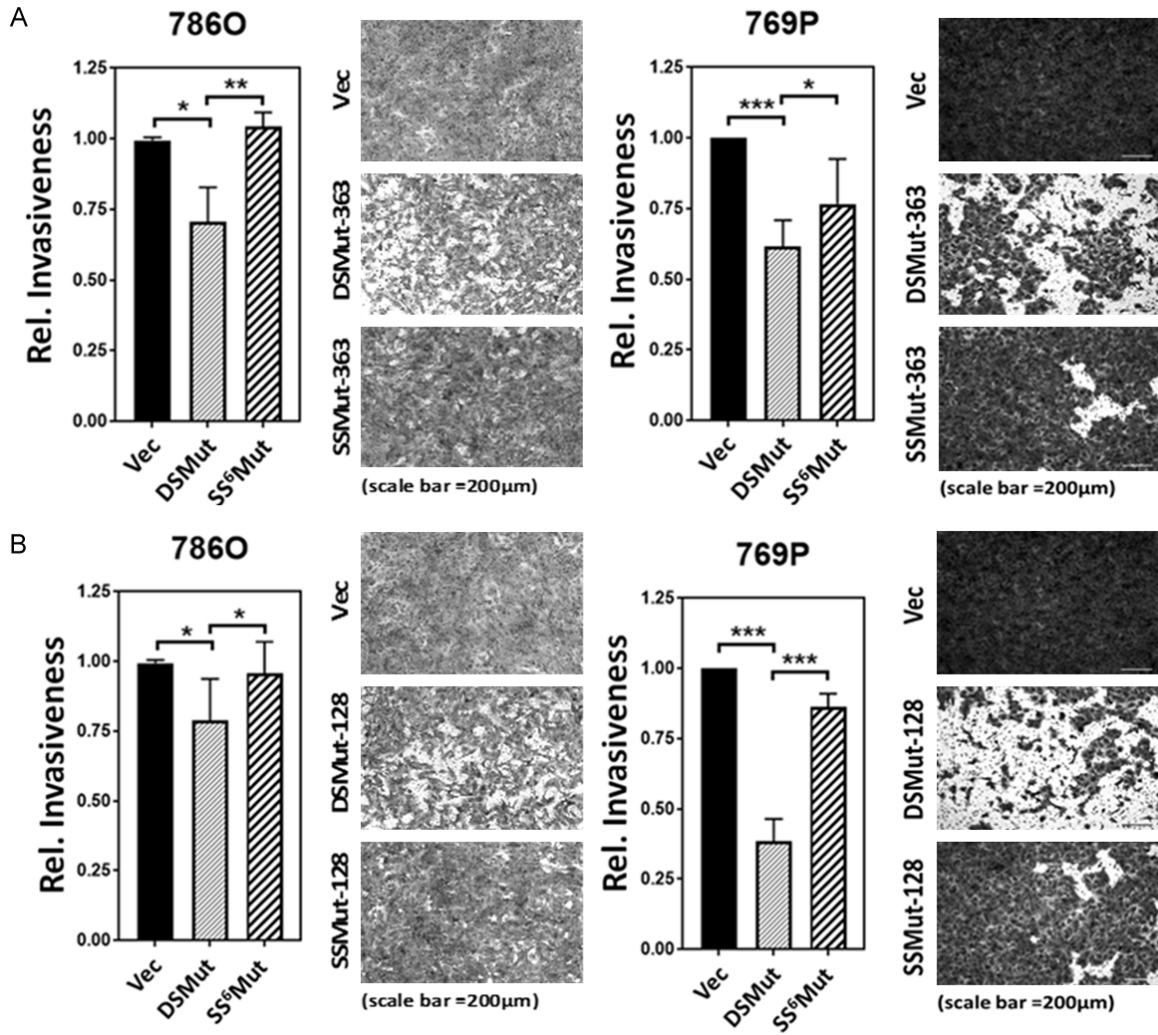 A
786O
1.25
1.00
0.75
0.50
0.25
0.00
Rel. Invasiveness
*
**
Vec
DSMut
SS⁶Mut
Vec
DSMut-363
SSMut-363
(scale bar =200µm)
769P
1.25
1.00
0.75
0.50
0.25
0.00
Rel. Invasiveness
***
*
Vec
DSMut
SS⁶Mut
Vec
DSMut-363
SSMut-363
(scale bar =200µm)
B
786O
1.25
1.00
0.75
0.50
0.25
0.00
Rel. Invasiveness
*
*
Vec
DSMut
SS⁶Mut
Vec
DSMut-128
SSMut-128
(scale bar =200µm)
769P
1.25
1.00
0.75
0.50
0.25
0.00
Rel. Invasiveness
***
***
Vec
DSMut
SS⁶Mut
Vec
DSMut-128
SSMut-128
(scale bar =200µm)